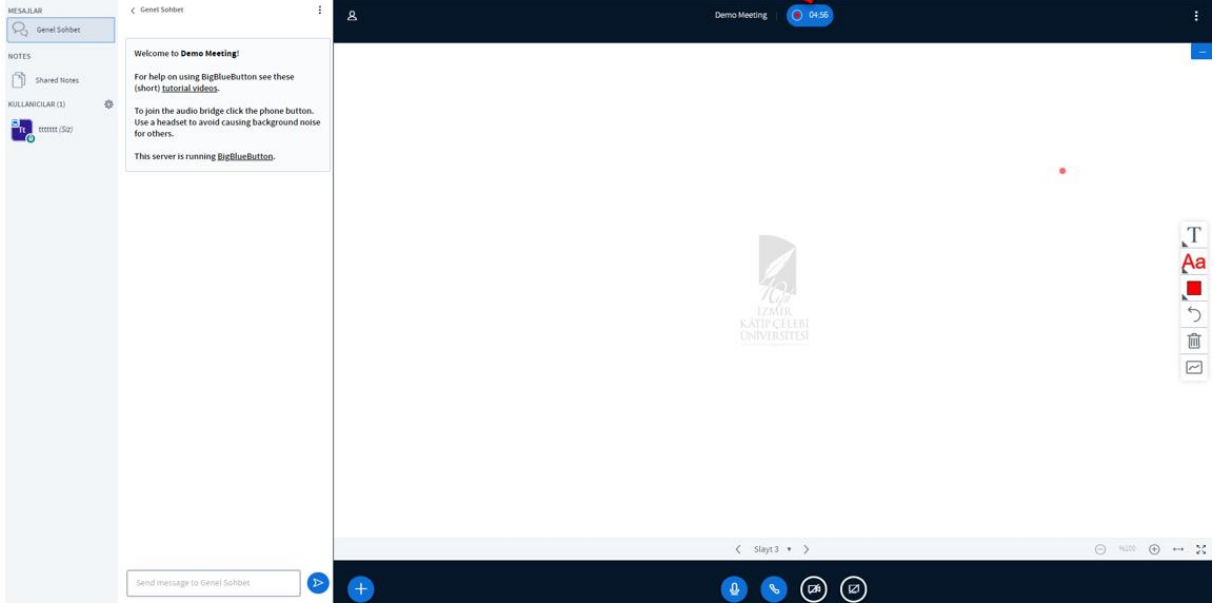 MESAJLAR
Genel Sohbet
NOTES
Shared Notes
KULLANICILAR (1)
Tt
ttttttt (Siz)
Genel Sohbet
Welcome to Demo Meeting!
For help on using BigBlueButton see these
(short) tutorial videos.
To join the audio bridge click the phone button.
Use a headset to avoid causing background noise
for others.
This server is running BigBlueButton.
Send message to Genel Sohbet
Demo Meeting
04:56
İZMİR
KÂTİP ÇELEBİ
ÜNİVERSİTESİ
T
Aa
Slayt 3
%100